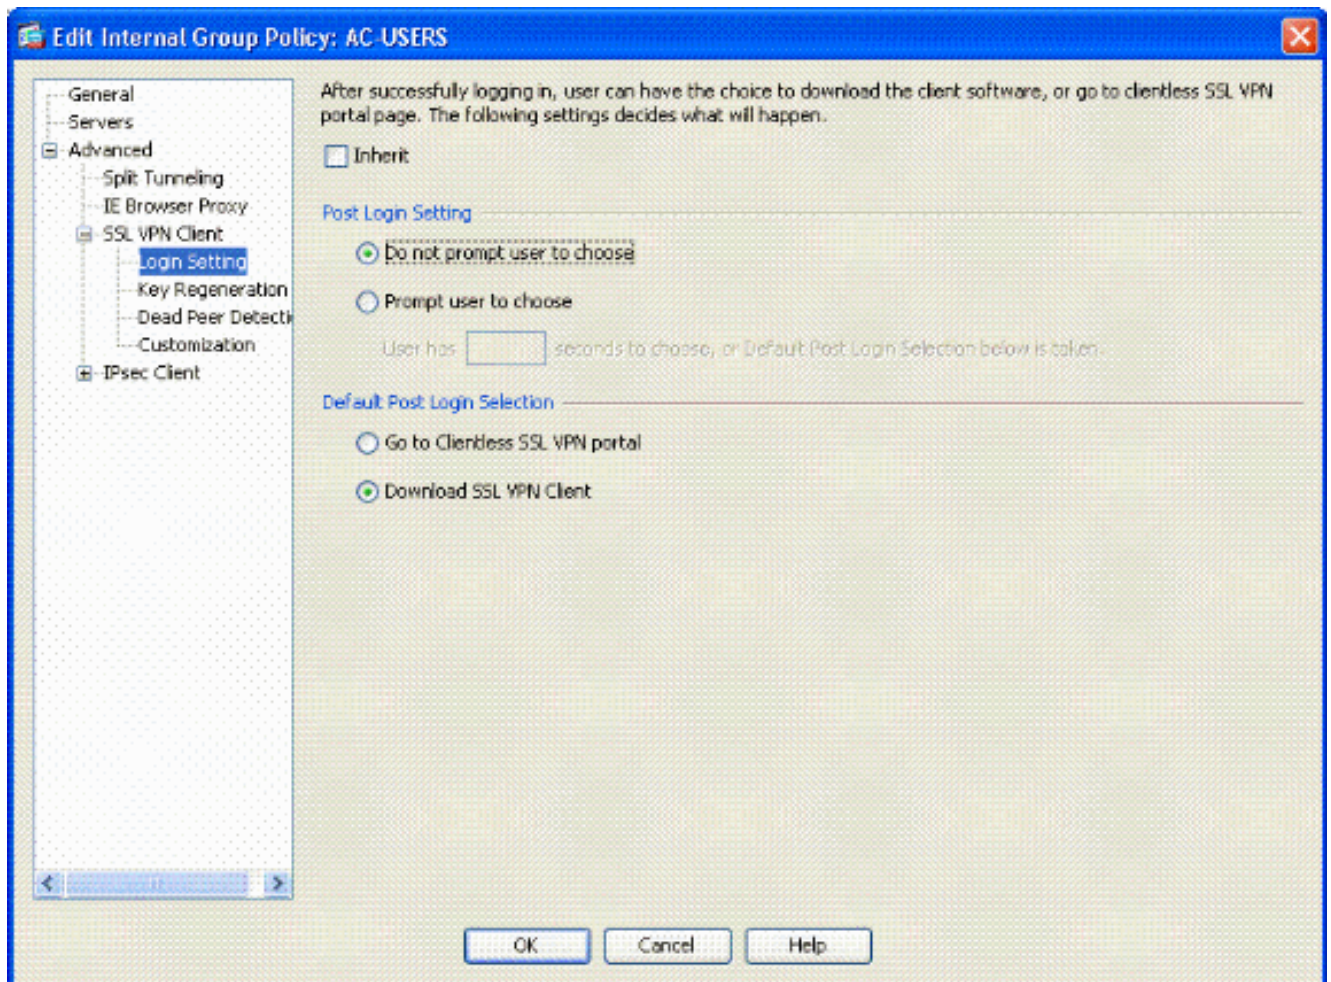 Edit Internal Group Policy: AC-USERS
General
Servers
Advanced
Split Tunneling
IE Browser Proxy
SSL VPN Client
Login Setting
Key Regeneration
Dead Peer Detecti
Customization
IPsec Client
After successfully logging in, user can have the choice to download the client software, or go to clientless SSL VPN
portal page. The following settings decides what will happen.
Inherit
Post Login Setting
Do not prompt user to choose
Prompt user to choose
User has seconds to choose, or Default Post Login Selection below is taken.
Default Post Login Selection
Go to Clientless SSL VPN portal
Download SSL VPN Client
OK Cancel Help